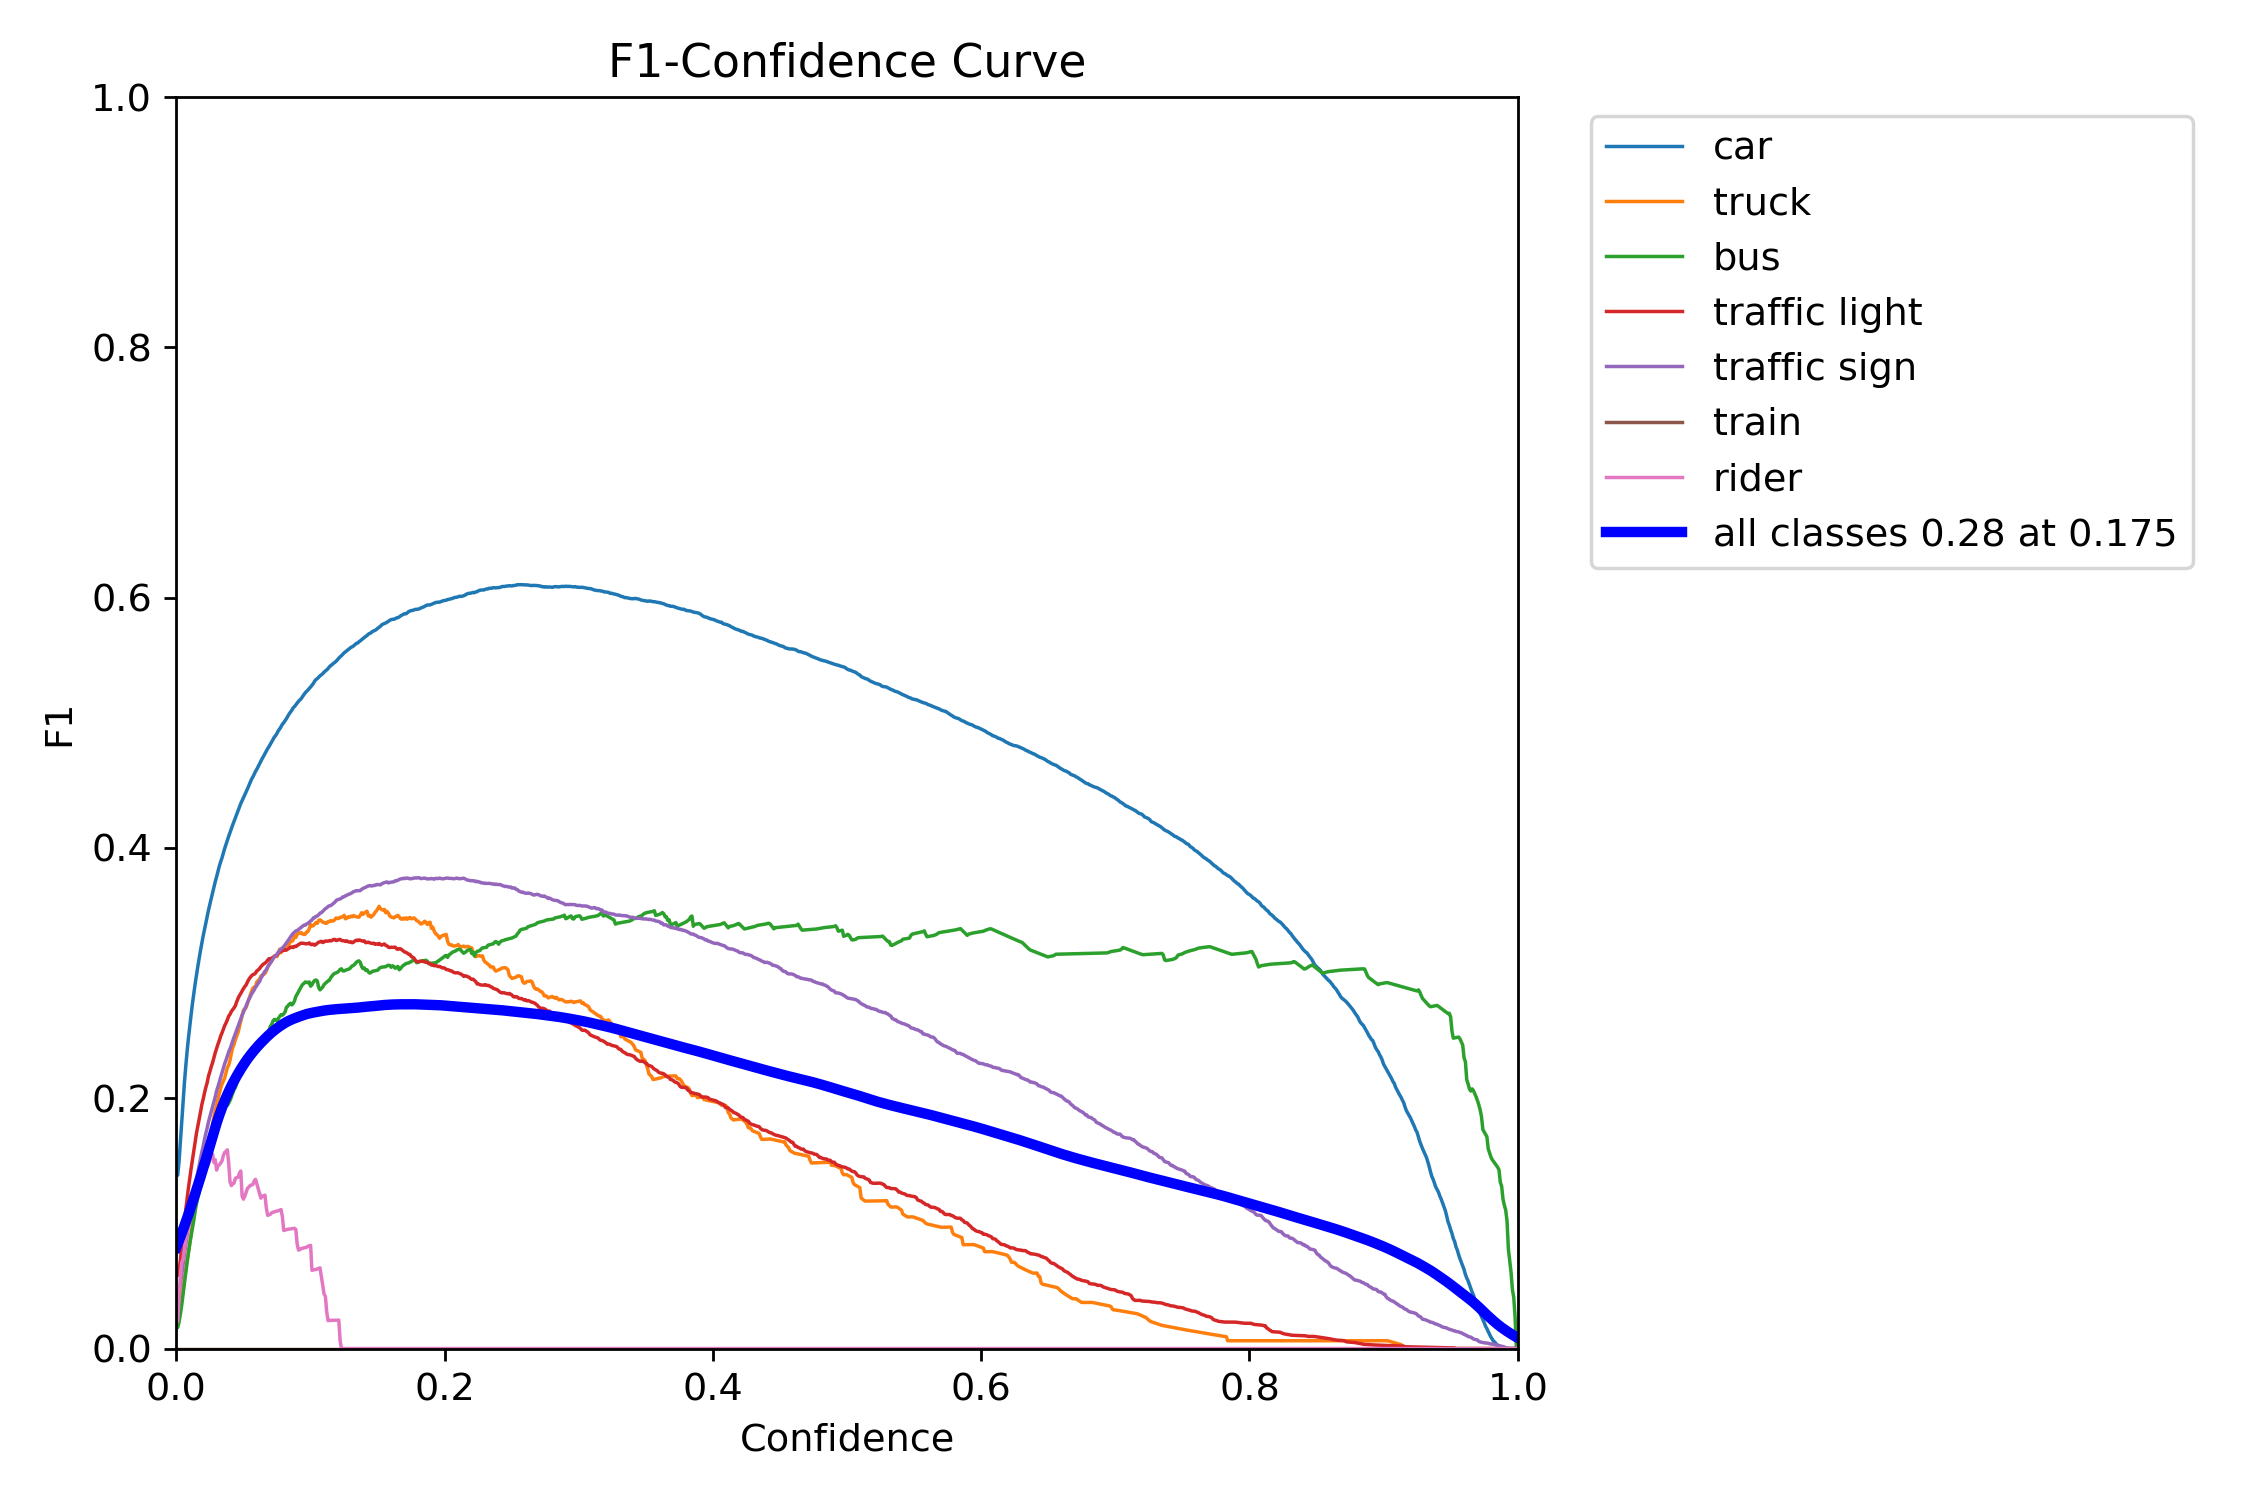 F1-Confidence Curve
1.0
0.8
0.6
0.4
0.2
0.0
F1
0.0 0.2 0.4 0.6 0.8 1.0
Confidence
car
truck
bus
traffic light
traffic sign
train
rider
all classes 0.28 at 0.175